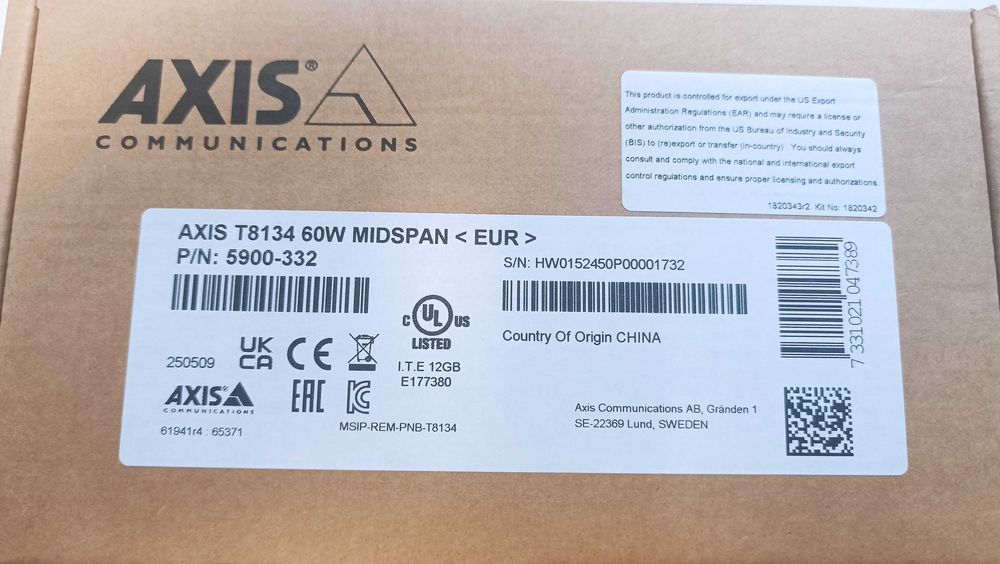 AXIS®
COMMUNICATIONS
This product is controlled for export under the US Export
Administration Regulations (EAR) and may require a license or
other authorization from the US Bureau of Industry and Security
(BIS) to (re)export or transfer (in-country). You should always
consult and comply with the national and international export
control regulations and ensure proper licensing and authorizations.
1820343r2 Kit No: 1820342
AXIS T8134 60W MIDSPAN < EUR >
P/N: 5900-332
S/N: HW0152450P00001732
7331021047389
C UL US
LISTED
Country Of Origin CHINA
250509
UK
CA
CE
I.T.E 12GB
E177380
AXIS
COMMUNICATIONS
EAC
KC
61941r4 : 65371
MSIP-REM-PNB-T8134
Axis Communications AB, Gränden 1
SE-22369 Lund, SWEDEN